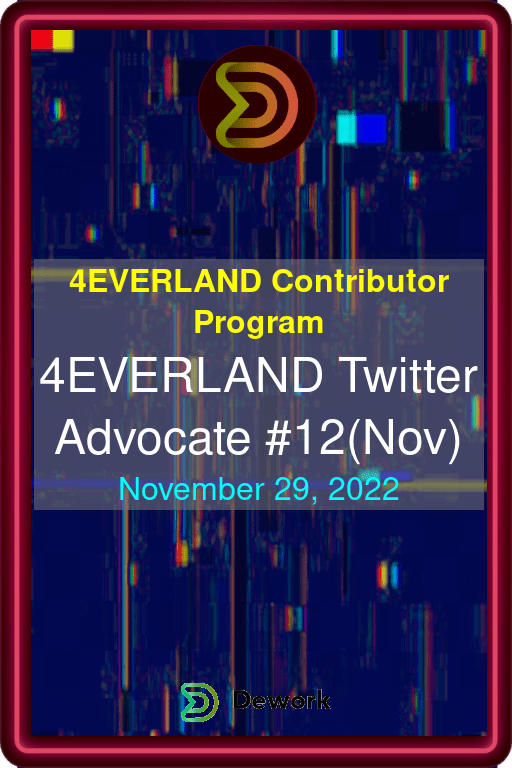 4EVERLAND Contributor
Program
4EVERLAND Twitter
Advocate #12(Nov)
November 29, 2022
Dework